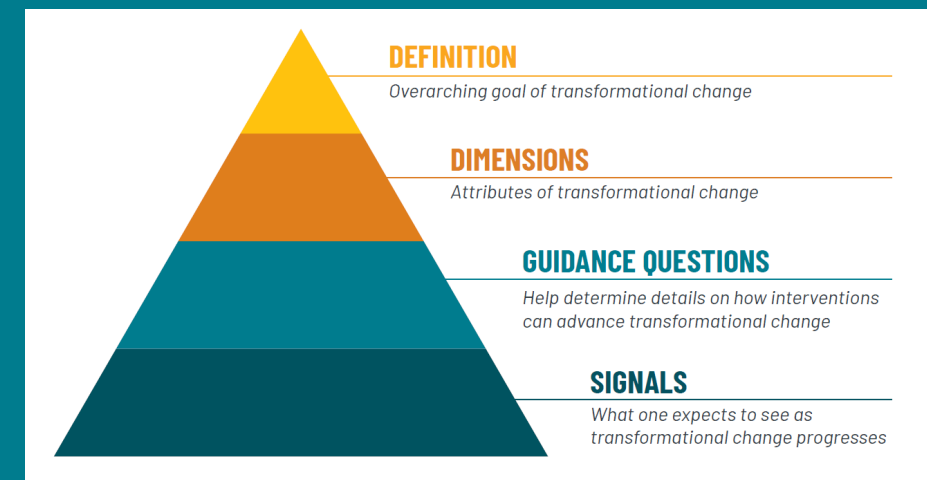 DEFINITION
Overarching goal of transformational change
DIMENSIONS
Attributes of transformational change
GUIDANCE QUESTIONS
Help determine details on how interventions
can advance transformational change
SIGNALS
What one expects to see as
transformational change progresses